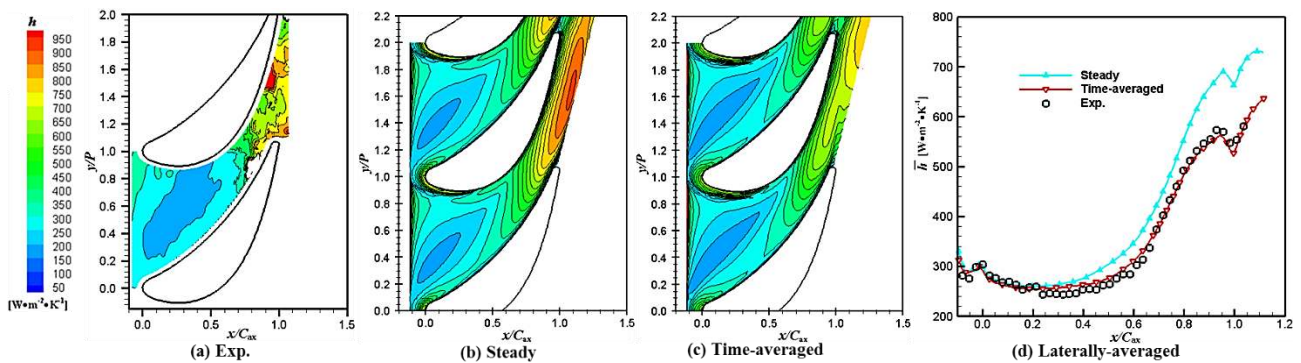 h
950
900
850
800
750
700
650
600
550
500
450
400
350
300
250
200
150
100
50
[W•m⁻²•K⁻¹]
y/P
2.0
1.8
1.6
1.4
1.2
1.0
0.8
0.6
0.4
0.2
0.0
0.0 0.5 1.0 1.5
x/Cax
(a) Exp.
y/P
2.2
2.0
1.8
1.6
1.4
1.2
1.0
0.8
0.6
0.4
0.2
0.0
0.0 0.5 1.0 1.5
x/Cax
(b) Steady
y/P
2.2
2.0
1.8
1.6
1.4
1.2
1.0
0.8
0.6
0.4
0.2
0.0
0.0 0.5 1.0 1.5
x/Cax
(c) Time-averaged
h [W•m⁻²•K⁻¹]
800
700
600
500
400
300
200
Steady
Time-averaged
Exp.
0.0 0.2 0.4 0.6 0.8 1.0 1.2
x/Cax
(d) Laterally-averaged